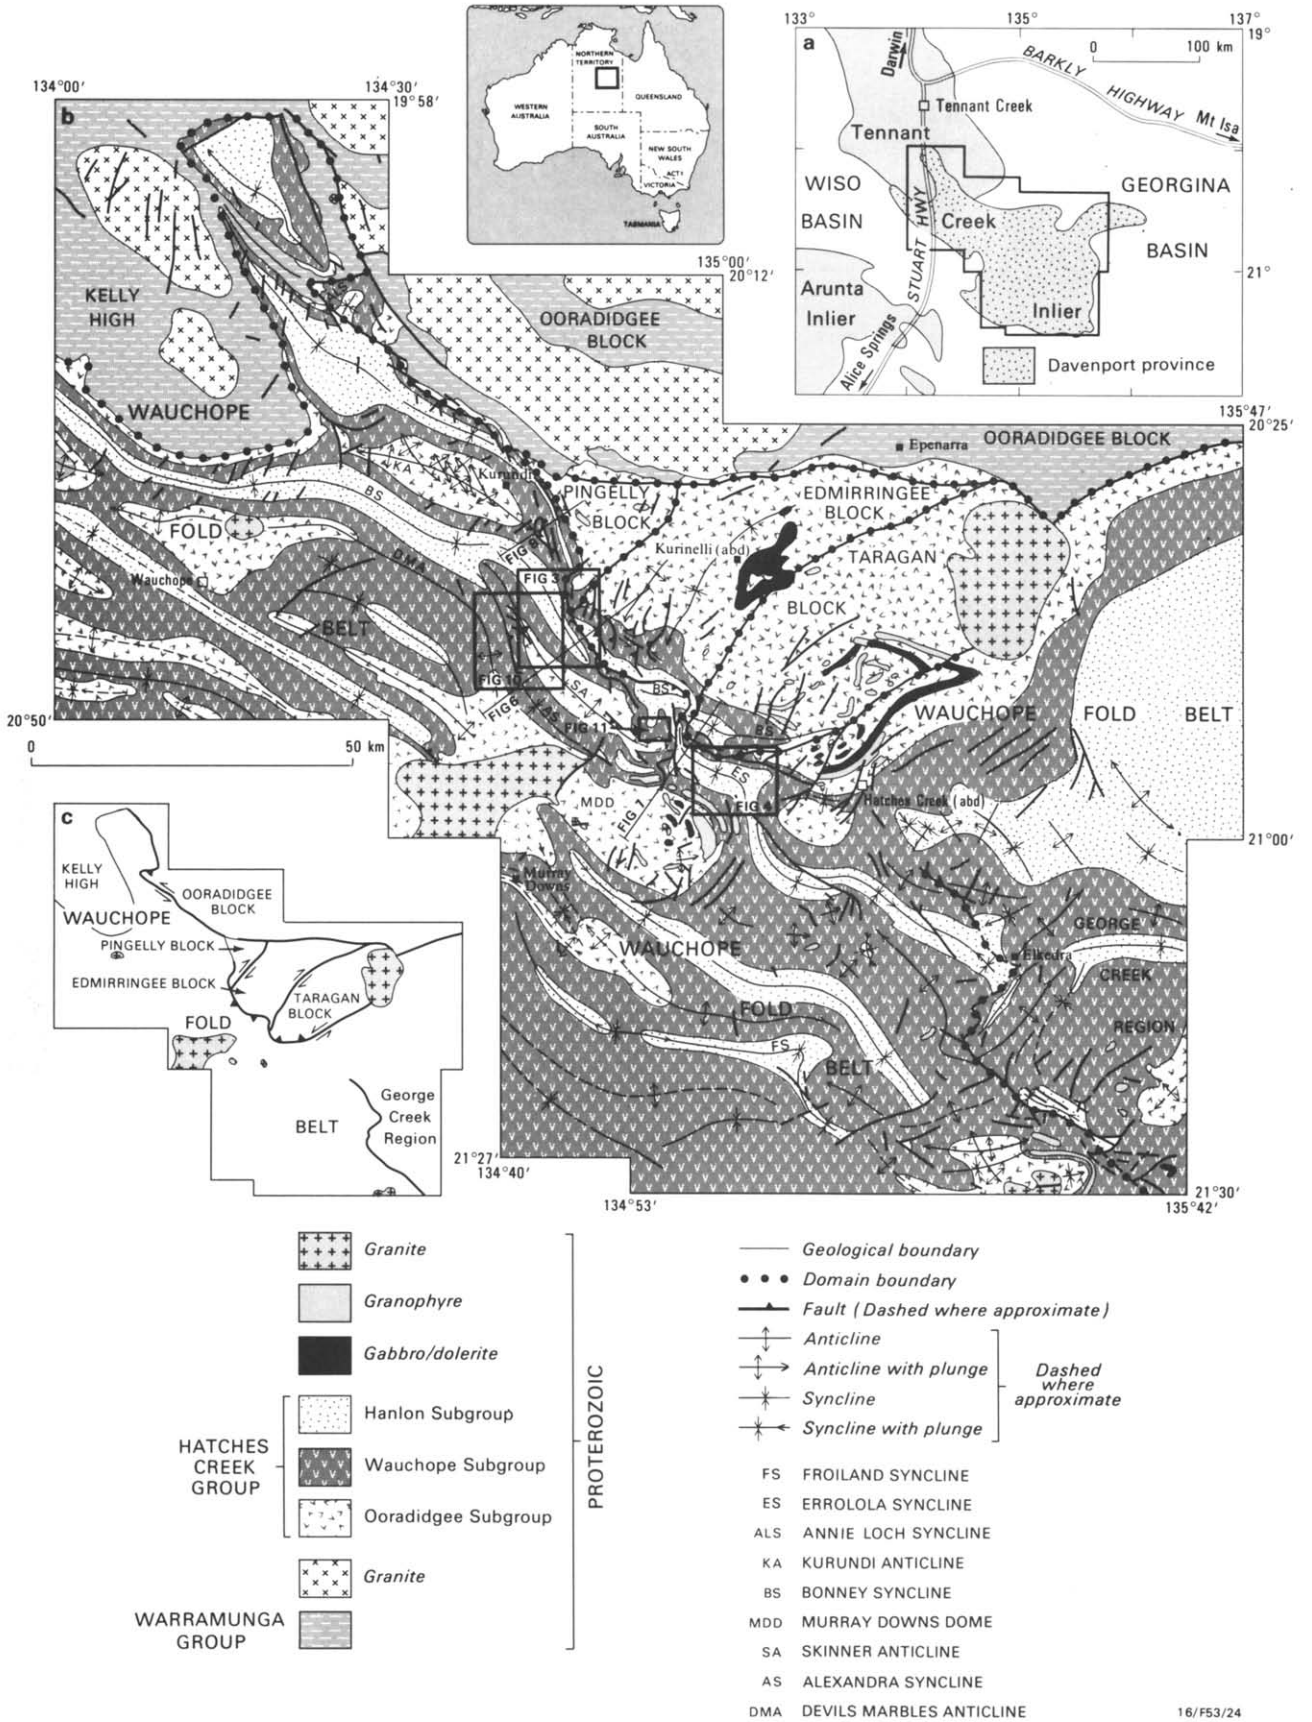 133°
135°
137°
19°
a
0 100 km
Darwin
BARKLY HIGHWAY Mt Isa
Tennant Creek
Tennant
WISO
BASIN
GEORGINA
BASIN
Creek
STUART HWY
21°
Arunta
Inlier
Inlier
Alice Springs
Davenport province
NORTHERN
TERRITORY
WESTERN
AUSTRALIA
QUEENSLAND
SOUTH
AUSTRALIA
NEW SOUTH
WALES
VICTORIA
TASMANIA
134°00′
134°30′
19°58′
b
135°00′
20°12′
KELLY
HIGH
OORADIDGEE
BLOCK
WAUCHOPE
135°47′
20°25′
Epenarra
OORADIDGEE BLOCK
KA
Kurundi
BS
PINGELLY
BLOCK
EDMIRRINGEE
BLOCK
FOLD
FIG 8
Kurinelli (abd)
TARAGAN
BLOCK
DMA
Wauchope
FIG 3
BELT
FIG 10
SA
BS
FIG 6
AS
FIG 11
BS
WAUCHOPE FOLD BELT
20°50′
0 50 km
ES
MDD
FIG 7
FIG 4
Hatches Creek (abd)
21°00′
Murray
Downs
GEORGE
WAUCHOPE
Elkedra
CREEK
FOLD
REGION
FS
BELT
c
KELLY
HIGH
OORADIDGEE
BLOCK
WAUCHOPE
PINGELLY BLOCK
EDMIRRINGEE BLOCK
TARAGAN
BLOCK
FOLD
BELT
George
Creek
Region
21°27′
134°40′
134°53′
21°30′
135°42′
Granite
Granophyre
Gabbro/dolerite
Hanlon Subgroup
Wauchope Subgroup
Ooradidgee Subgroup
HATCHES
CREEK
GROUP
Granite
WARRAMUNGA
GROUP
PROTEROZOIC
Geological boundary
Domain boundary
Fault (Dashed where approximate)
Anticline
Anticline with plunge
Syncline
Syncline with plunge
Dashed
where
approximate
FS FROILAND SYNCLINE
ES ERROLOLA SYNCLINE
ALS ANNIE LOCH SYNCLINE
KA KURUNDI ANTICLINE
BS BONNEY SYNCLINE
MDD MURRAY DOWNS DOME
SA SKINNER ANTICLINE
AS ALEXANDRA SYNCLINE
DMA DEVILS MARBLES ANTICLINE
16/F53/24